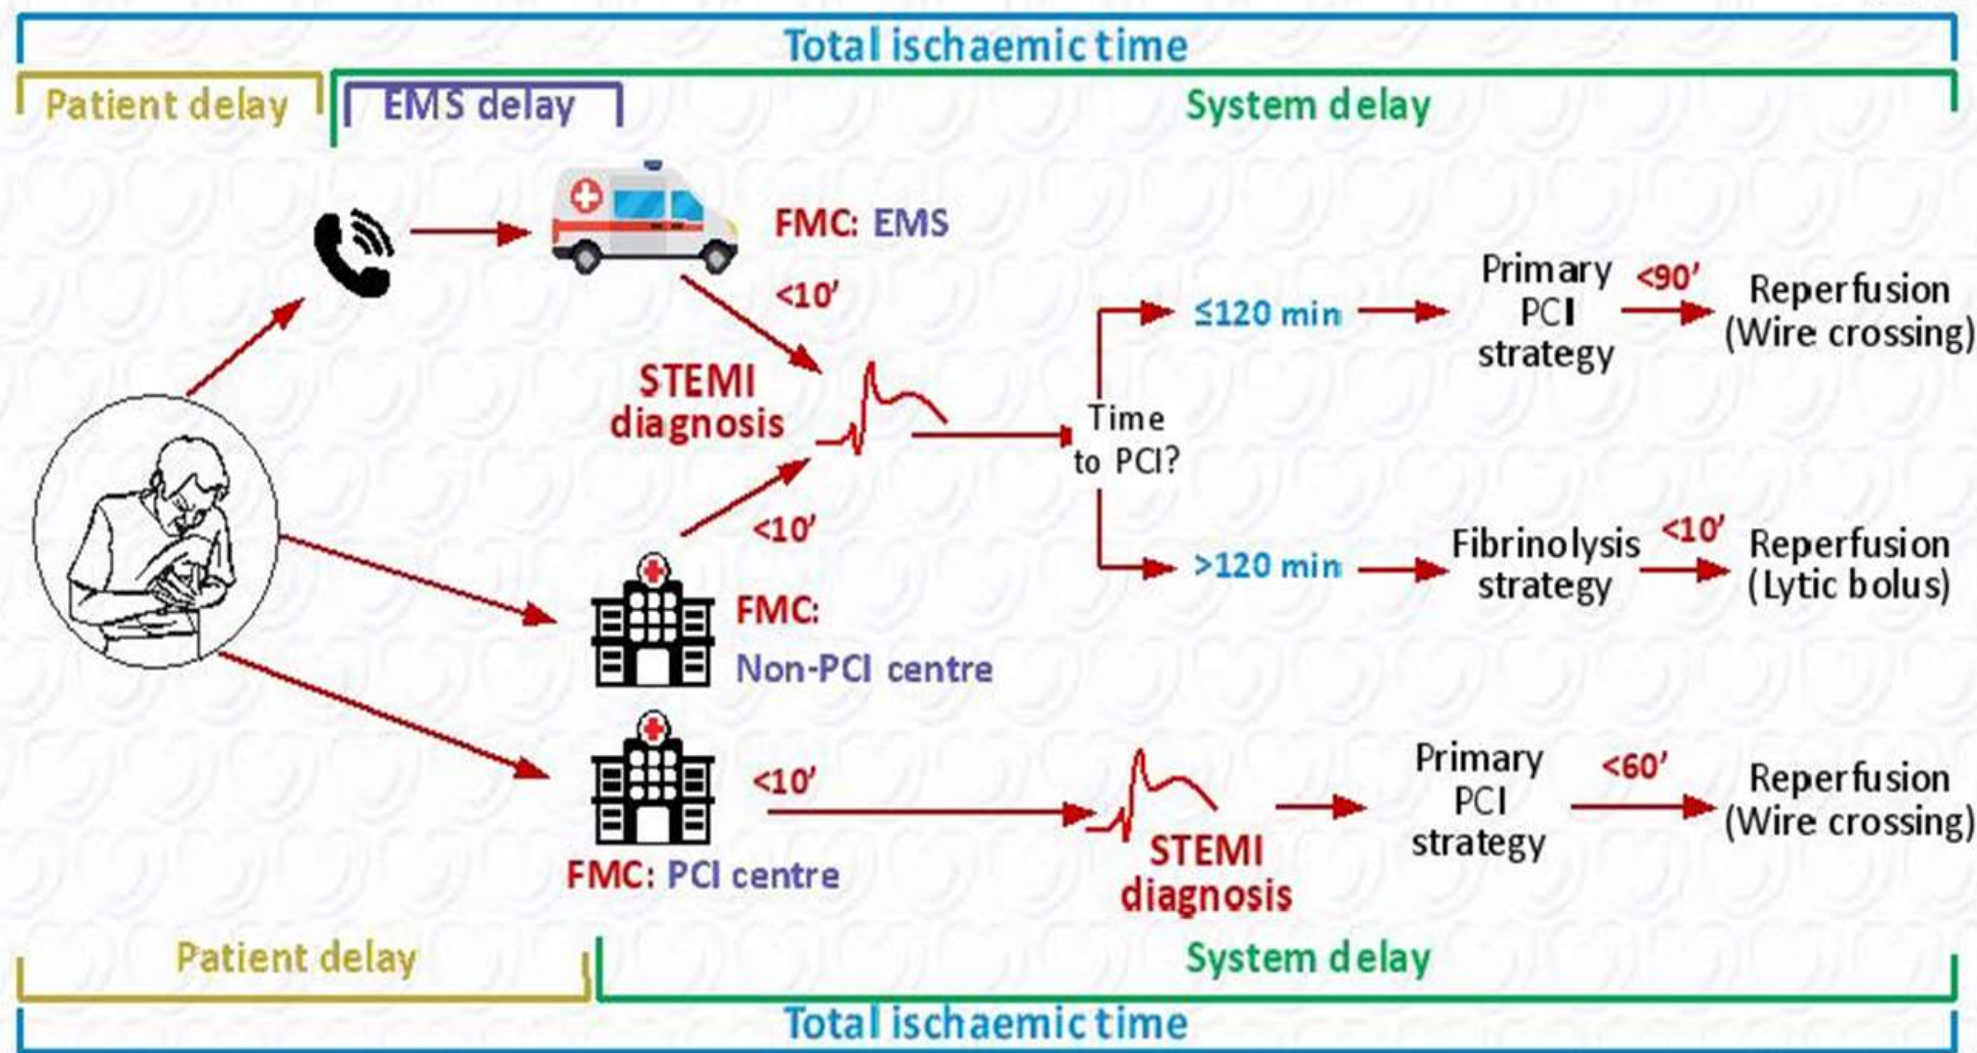 Total ischaemic time
Patient delay
EMS delay
System delay
FMC: EMS
<10'
STEMI
diagnosis
<10'
Time
to PCI?
≤120 min
Primary
PCI
strategy
<90'
Reperfusion
(Wire crossing)
>120 min
Fibrinolysis
strategy
<10'
Reperfusion
(Lytic bolus)
FMC:
Non-PCI centre
<10'
FMC: PCI centre
STEMI
diagnosis
Primary
PCI
strategy
<60'
Reperfusion
(Wire crossing)
Patient delay
System delay
Total ischaemic time